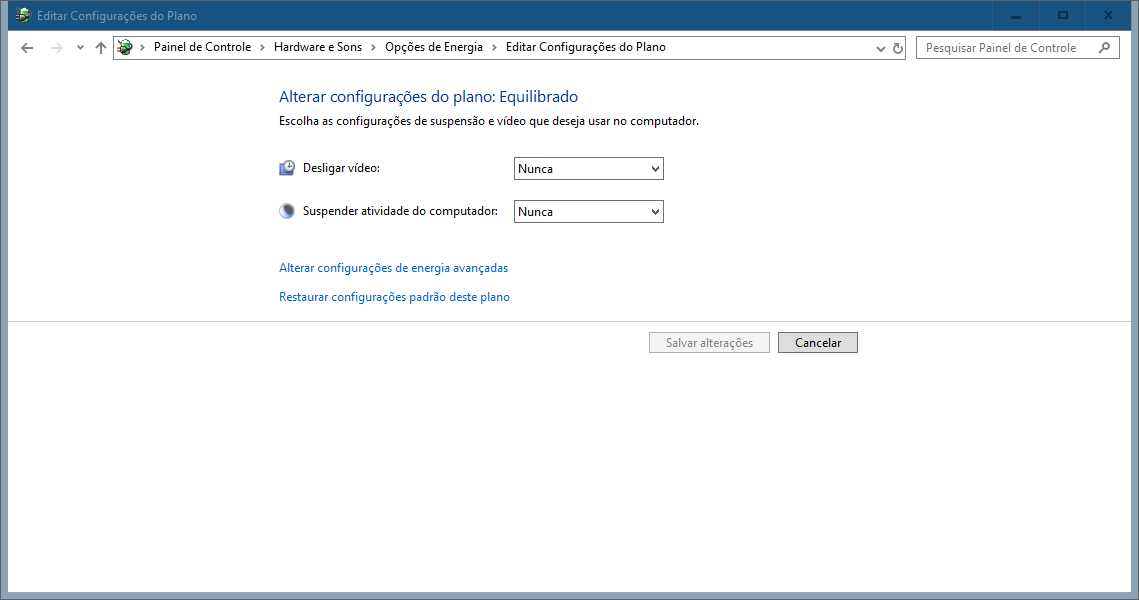 Editar Configurações do Plano
Painel de Controle > Hardware e Sons > Opções de Energia > Editar Configurações do Plano
Pesquisar Painel de Controle
Alterar configurações do plano: Equilibrado
Escolha as configurações de suspensão e vídeo que deseja usar no computador.
Desligar vídeo: Nunca
Suspender atividade do computador: Nunca
Alterar configurações de energia avançadas
Restaurar configurações padrão deste plano
Salvar alterações Cancelar